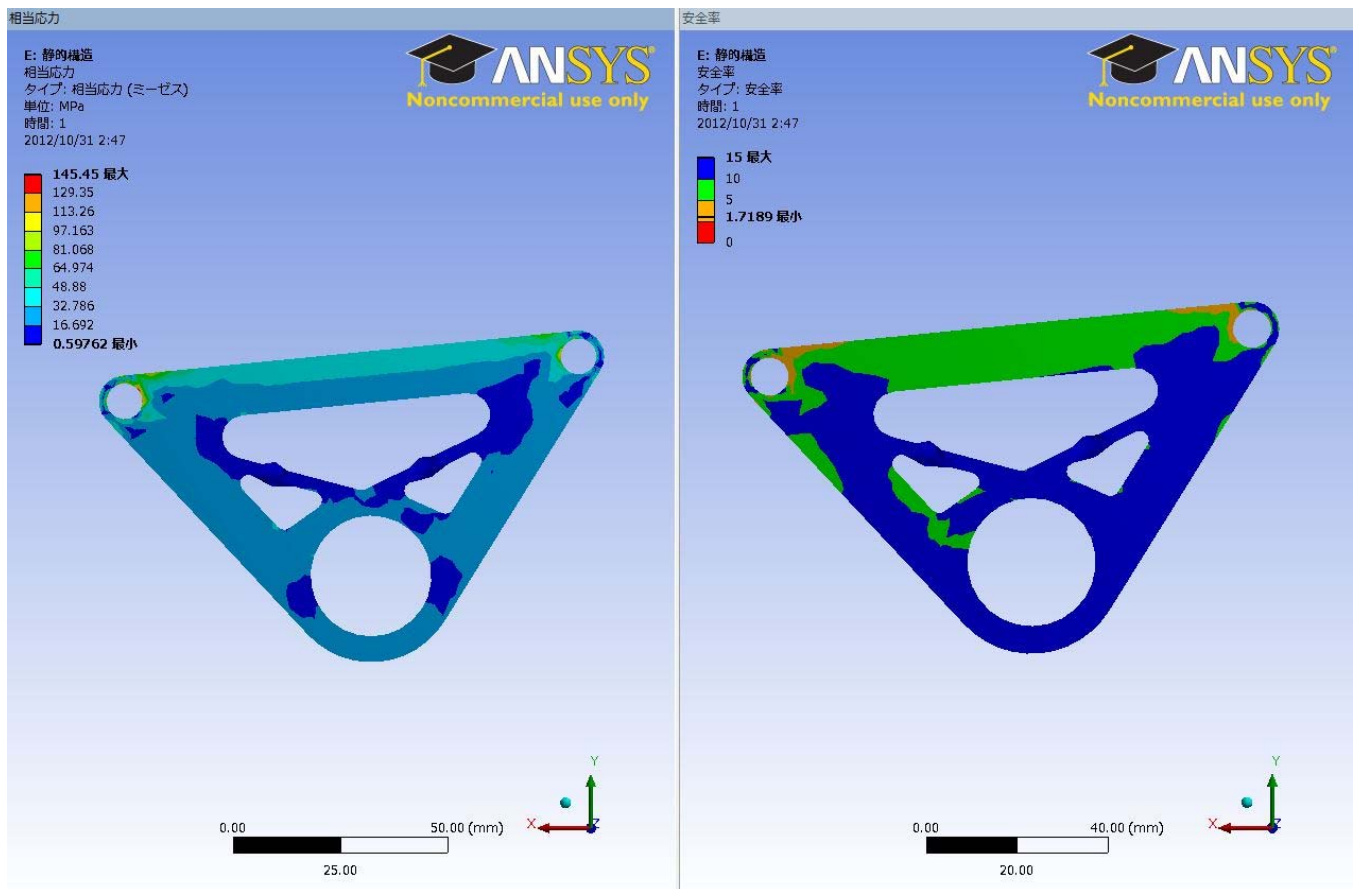 相当応力
E: 静的構造
相当応力
タイプ: 相当応力 (ミーゼス)
単位: MPa
時間: 1
2012/10/31 2:47
ANSYS
Noncommercial use only
145.45 最大
129.35
113.26
97.163
81.068
64.974
48.88
32.786
16.692
0.59762 最小
Y
X
Z
0.00
50.00 (mm)
25.00
安全率
E: 静的構造
安全率
タイプ: 安全率
時間: 1
2012/10/31 2:47
ANSYS
Noncommercial use only
15 最大
10
5
1.7189 最小
0
Y
X
Z
0.00
40.00 (mm)
20.00